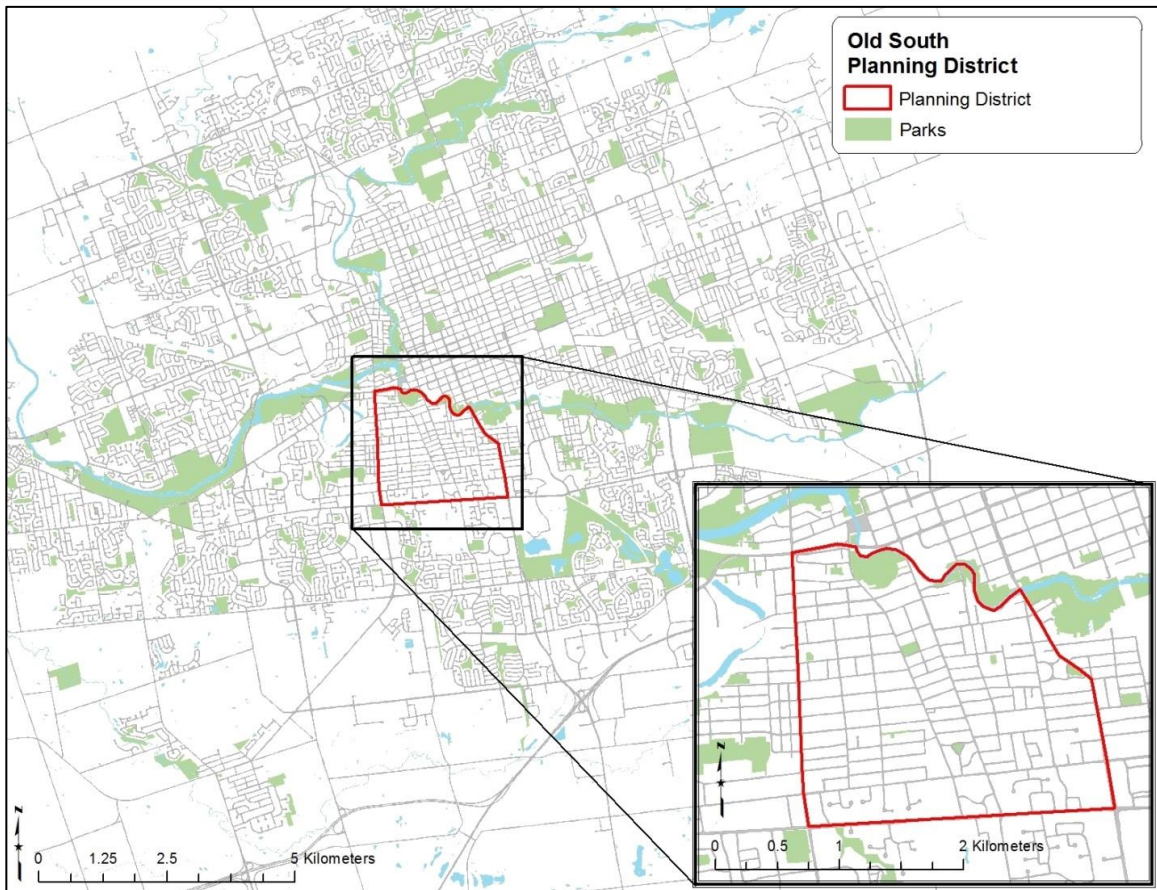 Old South
Planning District
Planning District
Parks
N
0 1.25 2.5 5 Kilometers
N
0 0.5 1 2 Kilometers